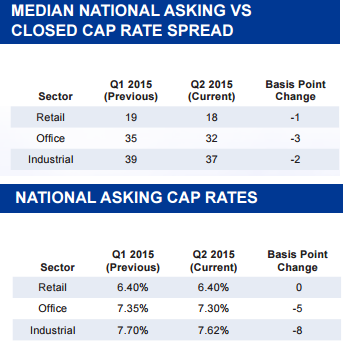 MEDIAN NATIONAL ASKING VS
CLOSED CAP RATE SPREAD
Q1 2015 Q2 2015 Basis Point
Sector (Previous) (Current) Change
Retail 19 18 -1
Office 35 32 -3
Industrial 39 37 -2
NATIONAL ASKING CAP RATES
Q1 2015 Q2 2015 Basis Point
Sector (Previous) (Current) Change
Retail 6.40% 6.40% 0
Office 7.35% 7.30% -5
Industrial 7.70% 7.62% -8